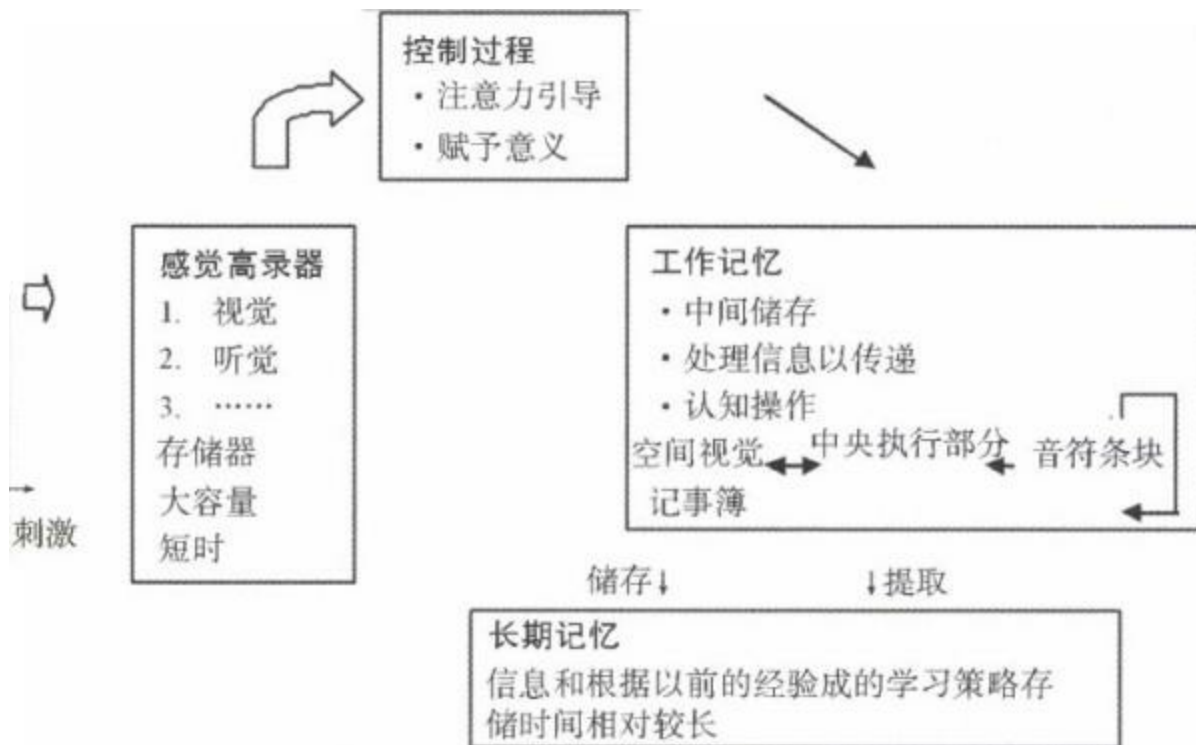 控制过程
·注意力引导
·赋予意义
刺激
感觉高录器
1. 视觉
2. 听觉
3. ……
存储器
大容量
短时
工作记忆
·中间储存
·处理信息以传递
·认知操作
空间视觉 中央执行部分 音符条块
记事簿
储存↓ ↓提取
长期记忆
信息和根据以前的经验成的学习策略存
储时间相对较长